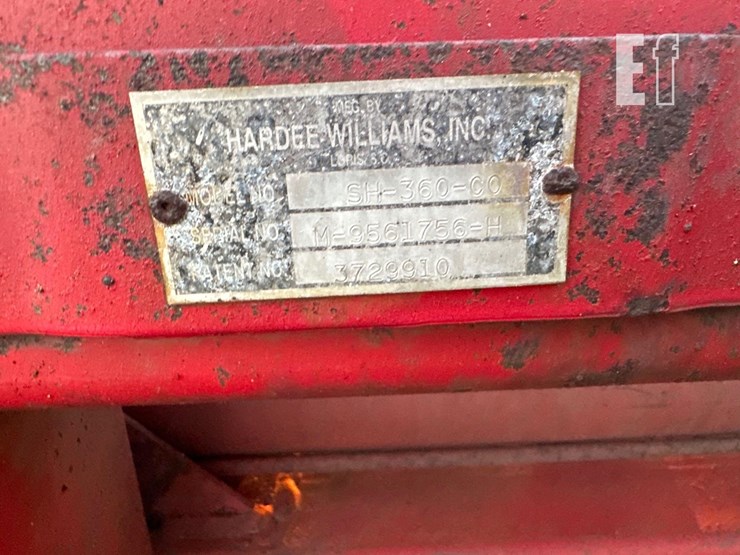 Ef
MFG. BY
HARDEE WILLIAMS, INC.
LORIS, S.C.
MODEL NO. SH-360-CO
SERIAL NO. M-9561756-H
PATENT NO. 3729910